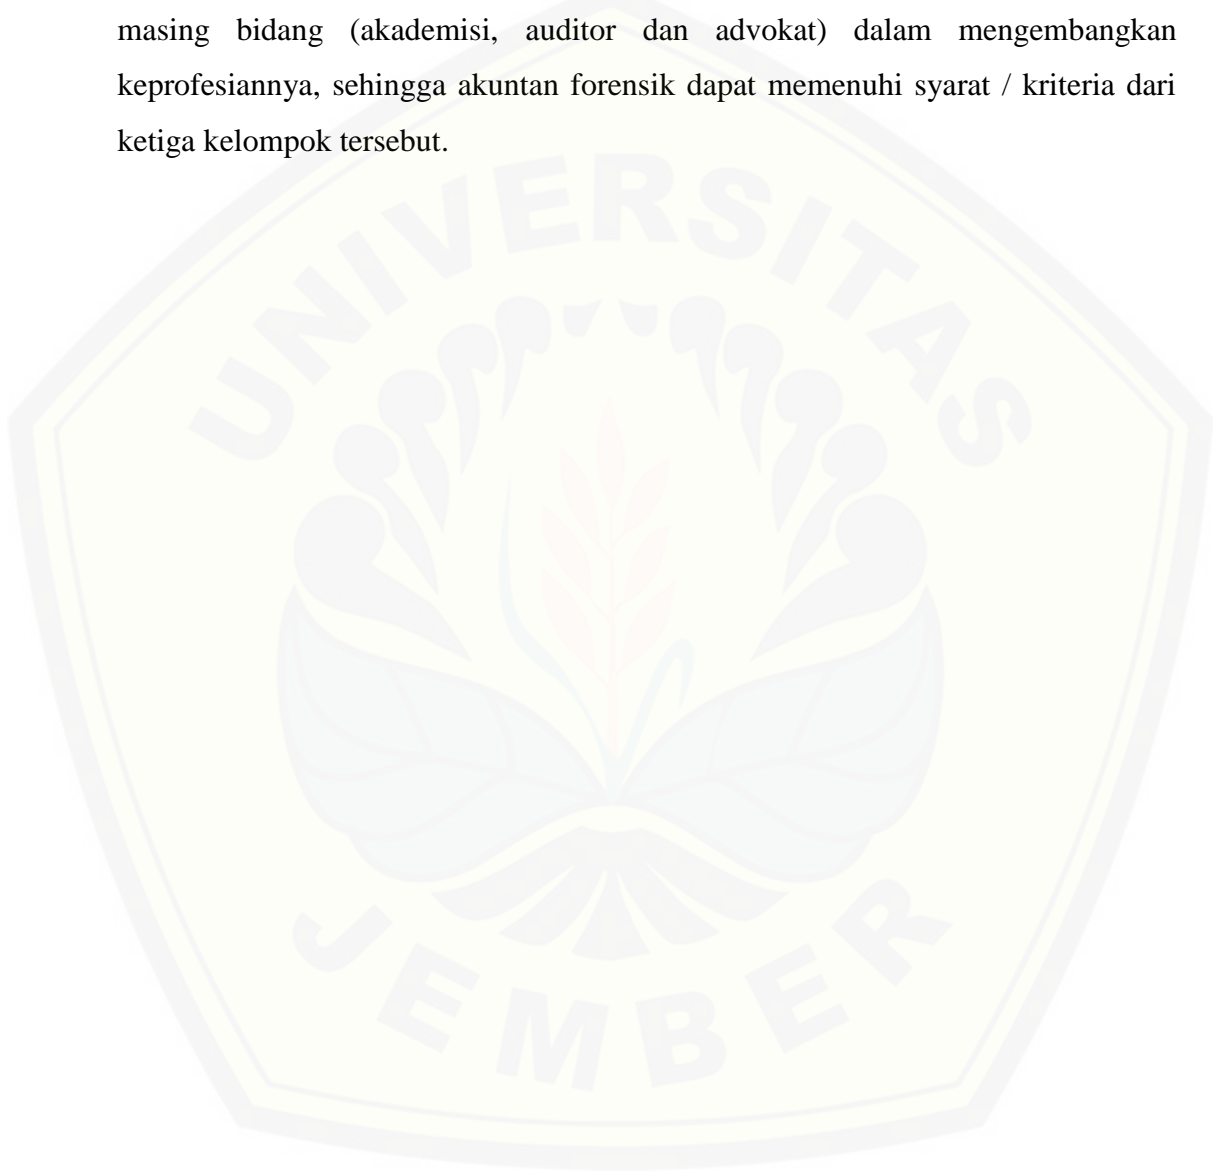 masing bidang (akademisi, auditor dan advokat) dalam mengembangkan
keprofesiannya, sehingga akuntan forensik dapat memenuhi syarat / kriteria dari
ketiga kelompok tersebut.
UNIVERSITAS
JEMBER